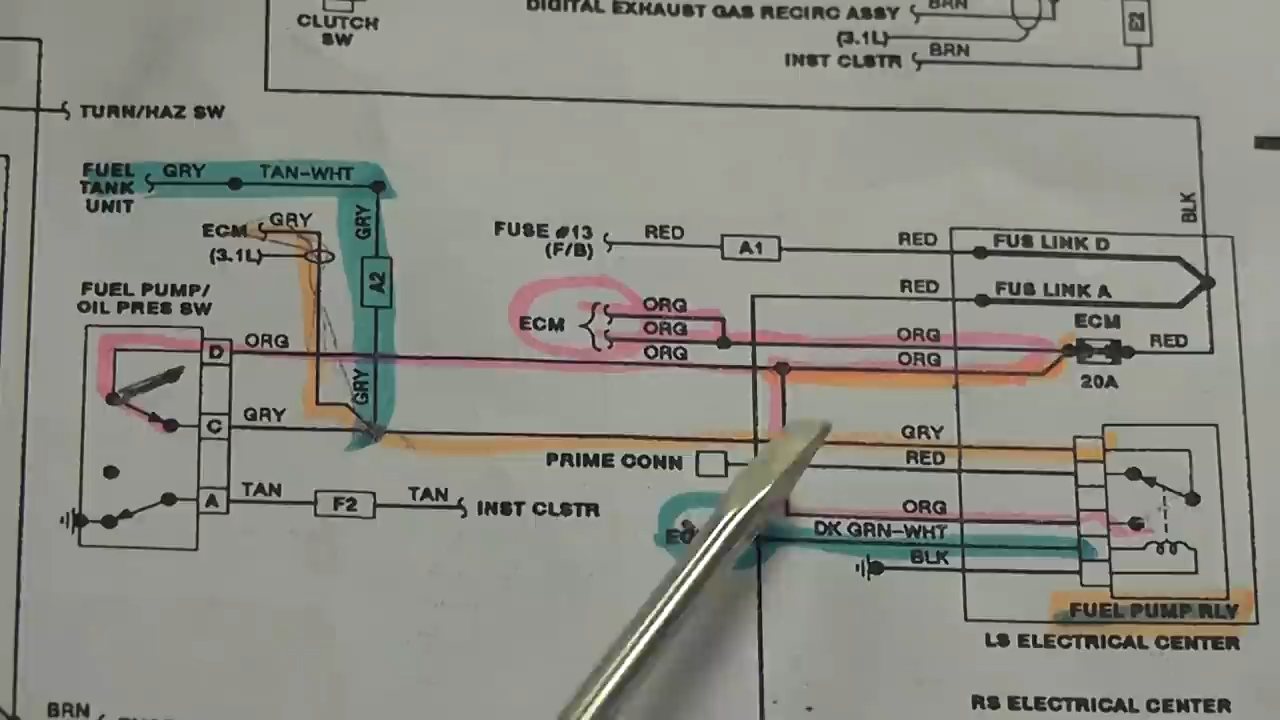 DIGITAL EXHAUST GAS RECIRC ASSY
BRN
(3.1L)
INST CLSTR
BRN
CLUTCH
SW
TURN/HAZ SW
FUEL
TANK
UNIT
GRY
TAN-WHT
GRY
A2
GRY
ECM
GRY
(3.1L)
FUEL PUMP/
OIL PRES SW
D
ORG
C
GRY
A
TAN
F2
TAN
INST CLSTR
FUSE #13
(F/B)
RED
A1
RED
FUS LINK D
BLK
RED
FUS LINK A
ECM
ORG
ORG
ORG
ORG
ORG
ECM
20A
RED
GRY
PRIME CONN
RED
ORG
DK GRN-WHT
BLK
FUEL PUMP RLY
LS ELECTRICAL CENTER
RS ELECTRICAL CENTER
BRN